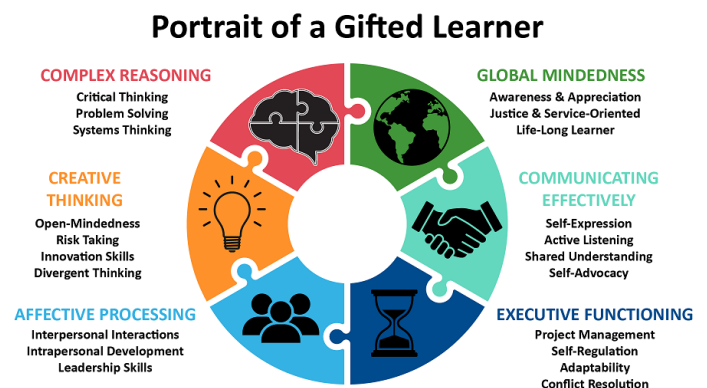 Portrait of a Gifted Learner
COMPLEX REASONING
Critical Thinking
Problem Solving
Systems Thinking
GLOBAL MINDEDNESS
Awareness & Appreciation
Justice & Service-Oriented
Life-Long Learner
CREATIVE
THINKING
Open-Mindedness
Risk Taking
Innovation Skills
Divergent Thinking
COMMUNICATING
EFFECTIVELY
Self-Expression
Active Listening
Shared Understanding
Self-Advocacy
AFFECTIVE PROCESSING
Interpersonal Interactions
Intrapersonal Development
Leadership Skills
EXECUTIVE FUNCTIONING
Project Management
Self-Regulation
Adaptability
Conflict Resolution